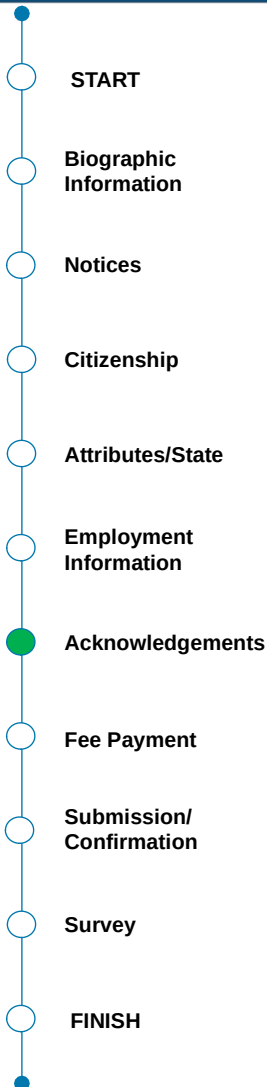 START
Biographic
Information
Notices
Citizenship
Attributes/State
Employment
Information
Acknowledgements
Fee Payment
Submission/
Confirmation
Survey
FINISH